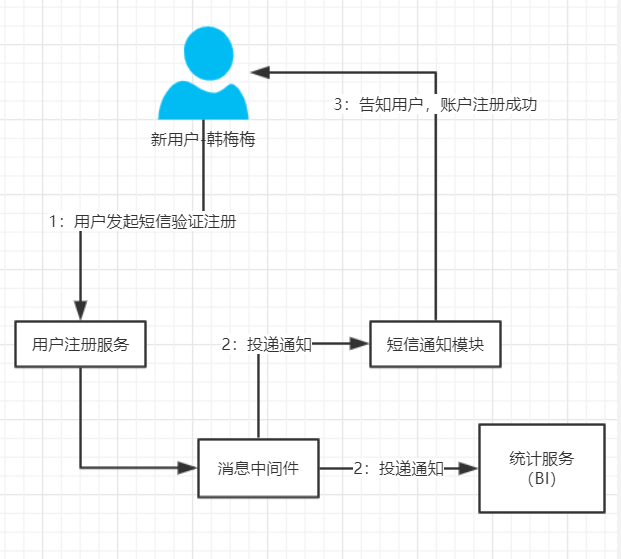 3：告知用户，账户注册成功
新用户-韩梅梅
1：用户发起短信验证注册
用户注册服务
2：投递通知
短信通知模块
消息中间件
2：投递通知
统计服务
（BI）